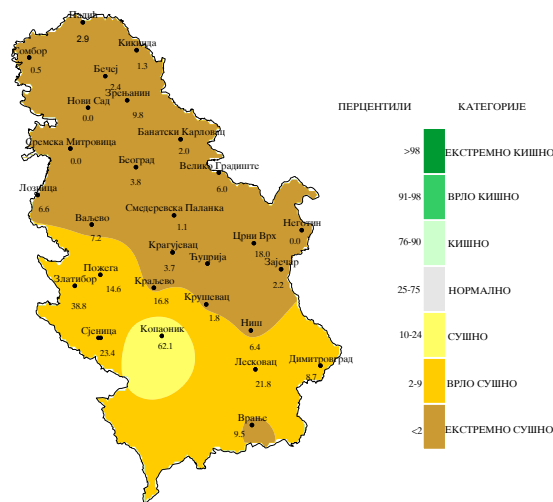 Палић
2.9
Кикинда
1.3
Сомбор
0.5
Бечеј
2.4
Зрењанин
9.8
Нови Сад
0.0
Банатски Карловац
2.0
Сремска Митровица
0.0
Београд
3.8
Велико Градиште
6.0
Лозница
6.6
Смедеревска Паланка
1.1
Ваљево
7.2
Неготин
0.0
Црни Врх
18.0
Крагујевац
3.7
Ћуприја
Зајечар
2.2
Пожега
14.6
Златибор
38.8
Краљево
16.8
Крушевац
1.8
Ниш
6.4
Сјеница
23.4
Копаоник
62.1
Лесковац
21.8
Димитровград
8.7
Врање
9.5
ПЕРЦЕНТИЛИ КАТЕГОРИЈЕ
>98 ЕКСТРЕМНО КИШНО
91-98 ВРЛО КИШНО
76-90 КИШНО
25-75 НОРМАЛНО
10-24 СУШНО
2-9 ВРЛО СУШНО
<2 ЕКСТРЕМНО СУШНО